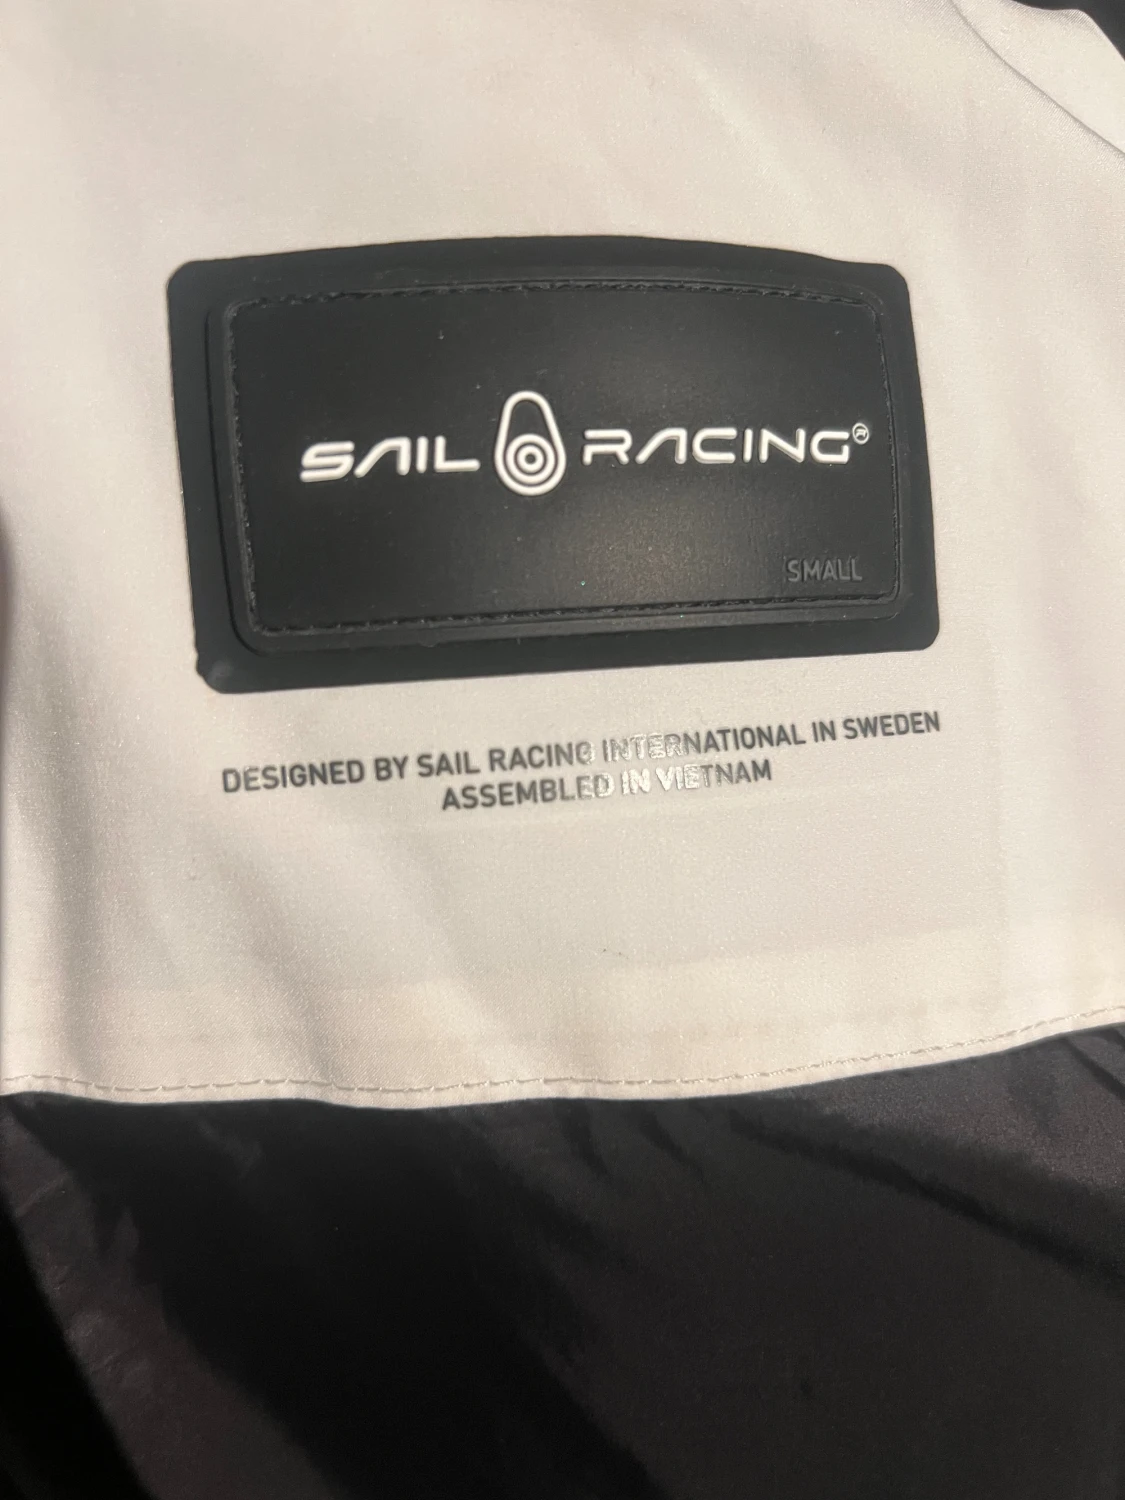 SAIL RACING®
SMALL
DESIGNED BY SAIL RACING INTERNATIONAL IN SWEDEN
ASSEMBLED IN VIETNAM